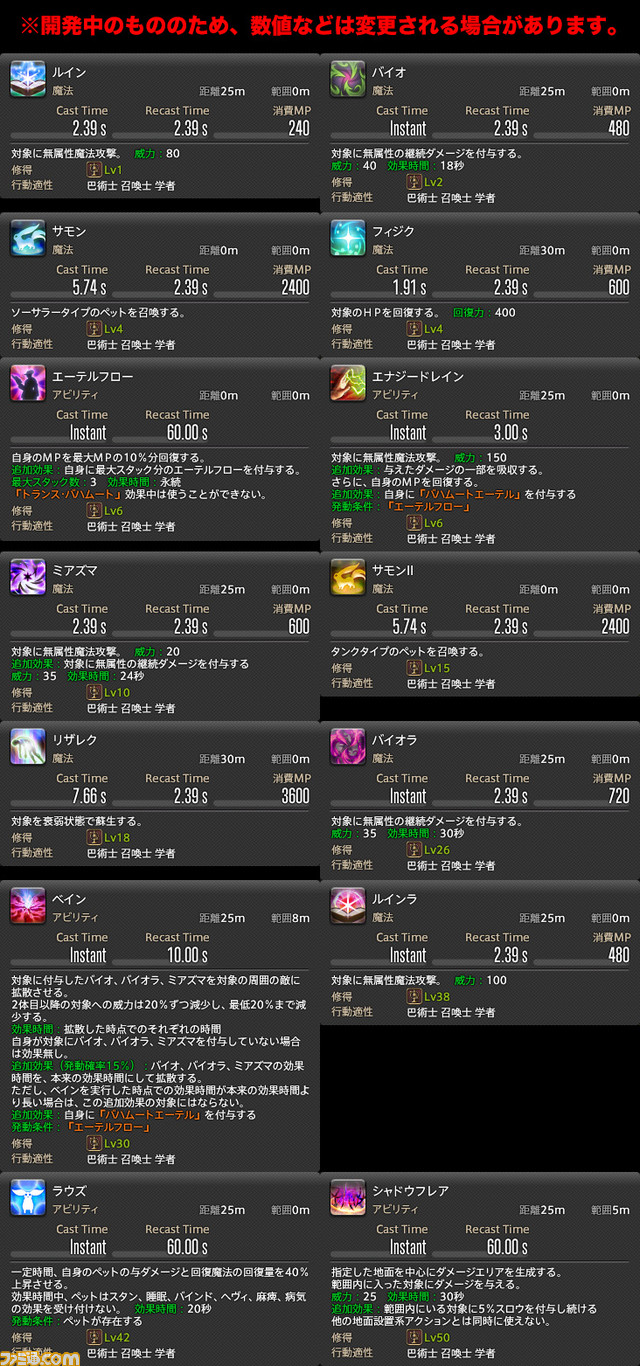 ※開発中のもののため、数値などは変更される場合があります。
ルイン
魔法
距離25m 範囲0m
Cast Time Recast Time 消費MP
2.39 s 2.39 s 240
対象に無属性魔法攻撃。 威力：80
修得 Lv1
行動適性 巴術士 召喚士 学者
バイオ
魔法
距離25m 範囲0m
Cast Time Recast Time 消費MP
Instant 2.39 s 480
対象に無属性の継続ダメージを付与する。
威力：40 効果時間：18秒
修得 Lv2
行動適性 巴術士 召喚士 学者
サモン
魔法
距離0m 範囲0m
Cast Time Recast Time 消費MP
5.74 s 2.39 s 2400
ソーサラータイプのペットを召喚する。
修得 Lv4
行動適性 巴術士 召喚士 学者
フィジク
魔法
距離30m 範囲0m
Cast Time Recast Time 消費MP
1.91 s 2.39 s 600
対象のＨＰを回復する。 回復力：400
修得 Lv4
行動適性 巴術士 召喚士 学者
エーテルフロー
アビリティ
距離0m 範囲0m
Cast Time Recast Time
Instant 60.00 s
自身のＭＰを最大ＭＰの10％分回復する。
追加効果：自身に最大スタック分のエーテルフローを付与する。
最大スタック数：3 効果時間：永続
「トランス・バハムート」効果中は使うことができない。
修得 Lv6
行動適性 巴術士 召喚士 学者
エナジードレイン
アビリティ
距離25m 範囲0m
Cast Time Recast Time
Instant 3.00 s
対象に無属性魔法攻撃。 威力：150
追加効果：与えたダメージの一部を吸収する。
さらに、自身のＭＰを回復する。
追加効果：自身に「バハムートエーテル」を付与する
発動条件：「エーテルフロー」
修得 Lv6
行動適性 巴術士 召喚士 学者
ミアズマ
魔法
距離25m 範囲0m
Cast Time Recast Time 消費MP
2.39 s 2.39 s 600
対象に無属性魔法攻撃。 威力：20
追加効果：対象に無属性の継続ダメージを付与する
威力：35 効果時間：24秒
修得 Lv10
行動適性 巴術士 召喚士 学者
サモンII
魔法
距離0m 範囲0m
Cast Time Recast Time 消費MP
5.74 s 2.39 s 2400
タンクタイプのペットを召喚する。
修得 Lv15
行動適性 巴術士 召喚士 学者
リザレク
魔法
距離30m 範囲0m
Cast Time Recast Time 消費MP
7.66 s 2.39 s 3600
対象を衰弱状態で蘇生する。
修得 Lv18
行動適性 巴術士 召喚士 学者
バイオラ
魔法
距離25m 範囲0m
Cast Time Recast Time 消費MP
Instant 2.39 s 720
対象に無属性の継続ダメージを付与する。
威力：35 効果時間：30秒
修得 Lv26
行動適性 巴術士 召喚士 学者
ベイン
アビリティ
距離25m 範囲8m
Cast Time Recast Time
Instant 10.00 s
対象に付与したバイオ、バイオラ、ミアズマを対象の周囲の敵に
拡散させる。
2体目以降の対象への威力は20％ずつ減少し、最低20％まで減
少する。
効果時間：拡散した時点でのそれぞれの時間
自身が対象にバイオ、バイオラ、ミアズマを付与していない場合
は効果無し。
追加効果（発動確率15％）：バイオ、バイオラ、ミアズマの効果
時間を、本来の効果時間にして拡散する。
ただし、ベインを実行した時点での効果時間が本来の効果時間よ
り長い場合は、この追加効果の対象にはならない。
追加効果：自身に「バハムートエーテル」を付与する
発動条件：「エーテルフロー」
修得 Lv30
行動適性 巴術士 召喚士 学者
ルインラ
魔法
距離25m 範囲0m
Cast Time Recast Time 消費MP
Instant 2.39 s 480
対象に無属性魔法攻撃。 威力：100
修得 Lv38
行動適性 巴術士 召喚士 学者
ラウズ
アビリティ
距離25m 範囲0m
Cast Time Recast Time
Instant 60.00 s
一定時間、自身のペットの与ダメージと回復魔法の回復量を40％
上昇させる。
効果時間中、ペットはスタン、睡眠、バインド、ヘヴィ、麻痺、病気
の効果を受け付けない。 効果時間：20秒
発動条件：ペットが存在する
修得 Lv42
行動適性 巴術士 召喚士 学者
シャドウフレア
アビリティ
距離25m 範囲5m
Cast Time Recast Time
Instant 60.00 s
指定した地面を中心にダメージエリアを生成する。
範囲内に入った対象にダメージを与える。
威力：25 効果時間：30秒
追加効果：範囲内にいる対象に5％スロウを付与し続ける
他の地面設置系アクションとは同時に使えない。
修得 Lv50
行動適性 巴術士 召喚士 学者
ファミ通.com